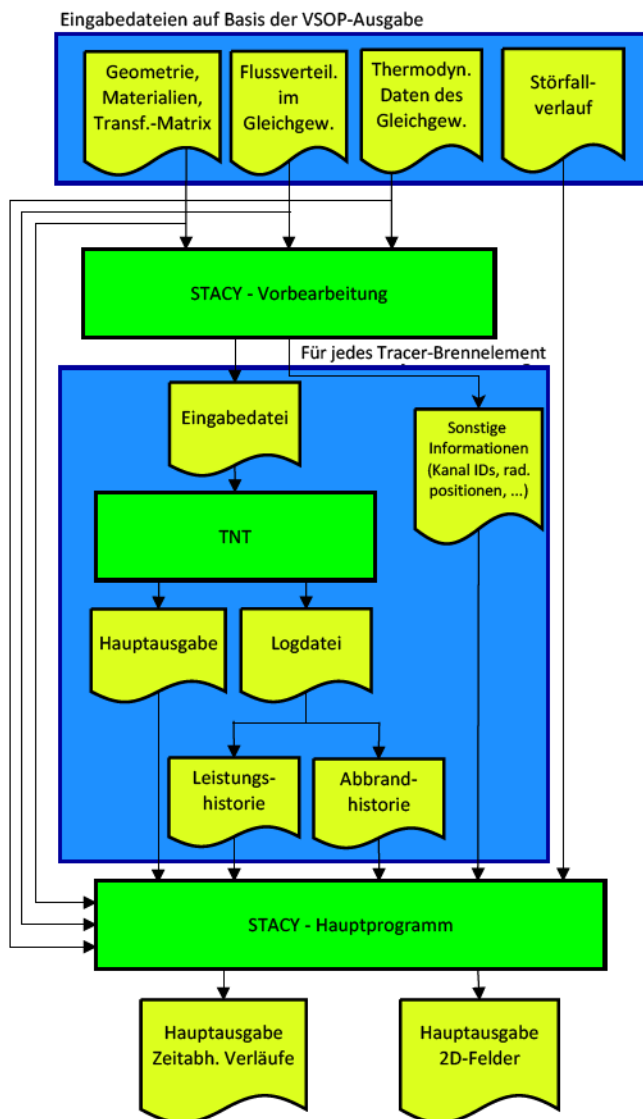 Eingabedateien auf Basis der VSOP-Ausgabe
Geometrie,
Materialien,
Transf.-Matrix
Flussverteil.
im
Gleichgew.
Thermodyn.
Daten des
Gleichgew.
Störfall-
verlauf
STACY - Vorbearbeitung
Für jedes Tracer-Brennelement
Eingabedatei
Sonstige
Informationen
(Kanal IDs, rad.
positionen, ...)
TNT
Hauptausgabe
Logdatei
Leistungs-
historie
Abbrand-
historie
STACY - Hauptprogramm
Hauptausgabe
Zeitabh. Verläufe
Hauptausgabe
2D-Felder